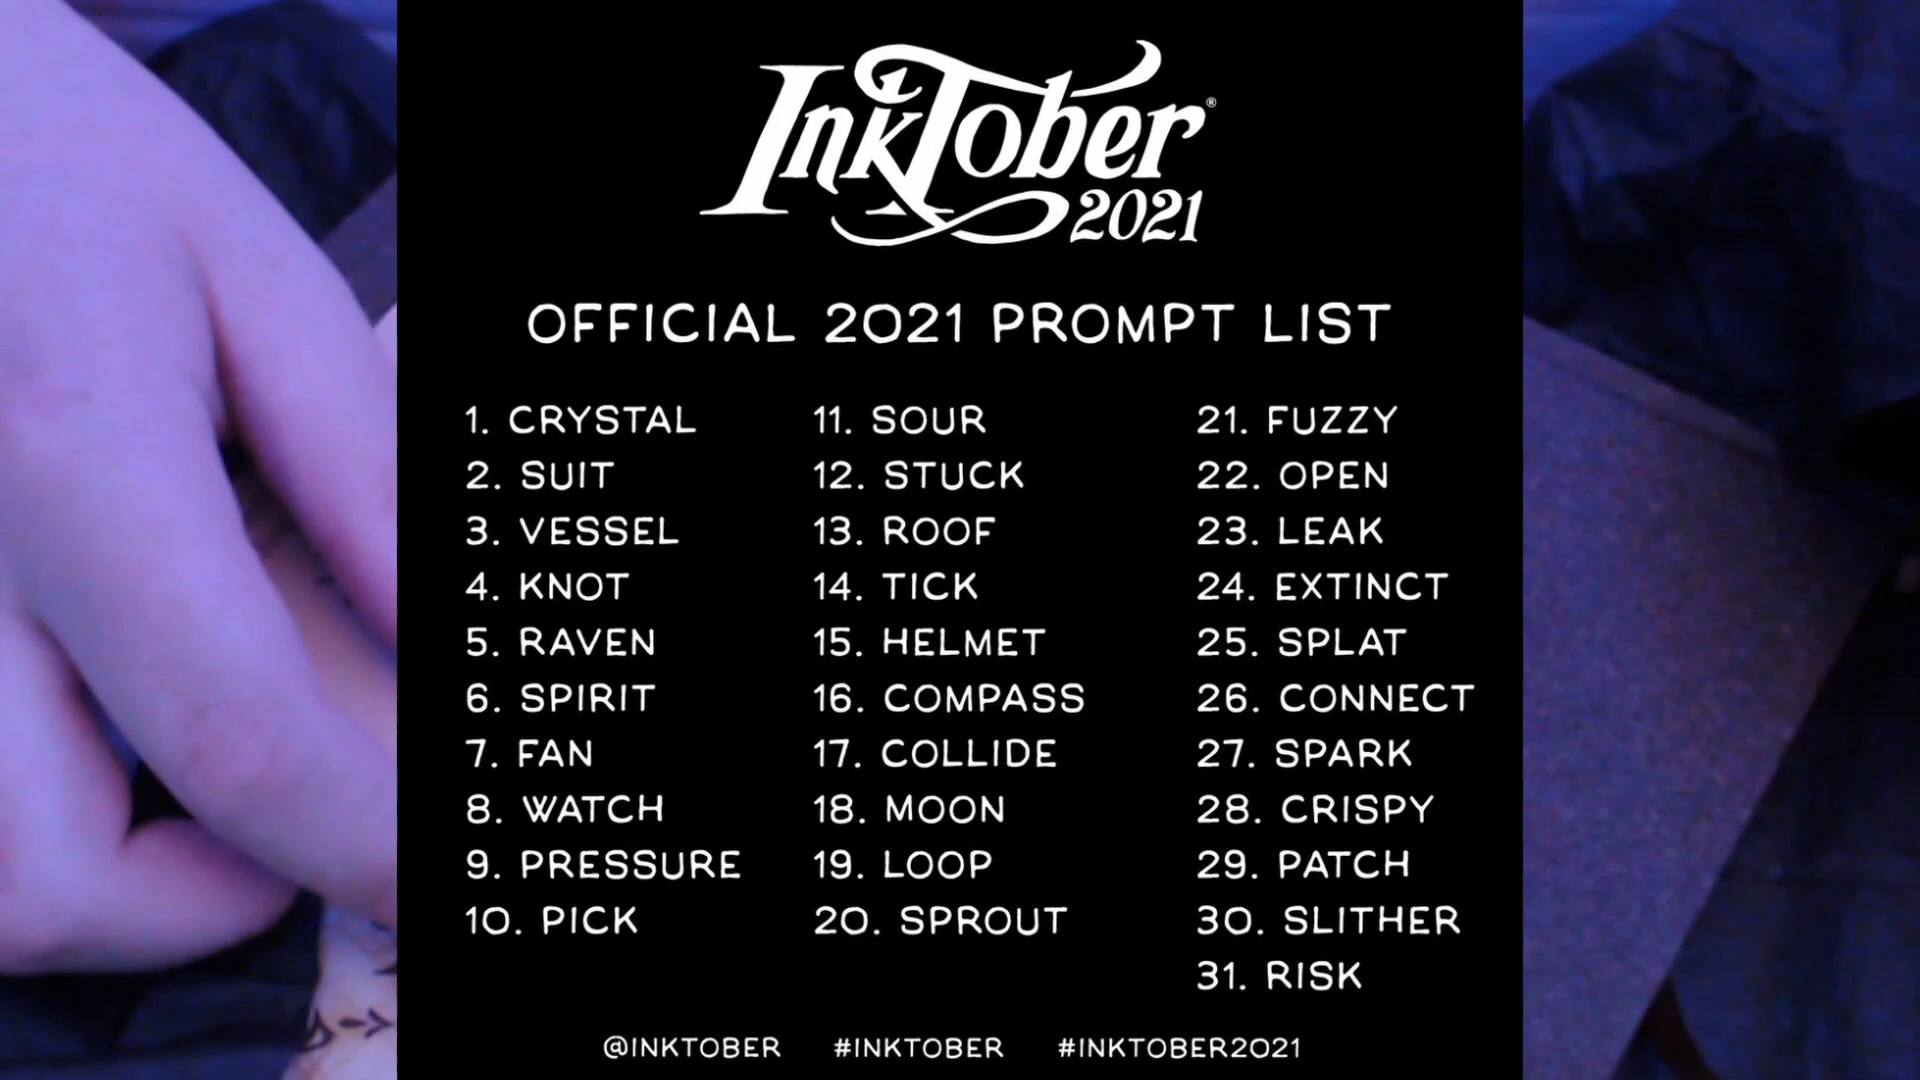 InkTober®
2021
OFFICIAL 2021 PROMPT LIST
1. CRYSTAL
2. SUIT
3. VESSEL
4. KNOT
5. RAVEN
6. SPIRIT
7. FAN
8. WATCH
9. PRESSURE
10. PICK
11. SOUR
12. STUCK
13. ROOF
14. TICK
15. HELMET
16. COMPASS
17. COLLIDE
18. MOON
19. LOOP
20. SPROUT
21. FUZZY
22. OPEN
23. LEAK
24. EXTINCT
25. SPLAT
26. CONNECT
27. SPARK
28. CRISPY
29. PATCH
30. SLITHER
31. RISK
@INKTOBER #INKTOBER #INKTOBER2021